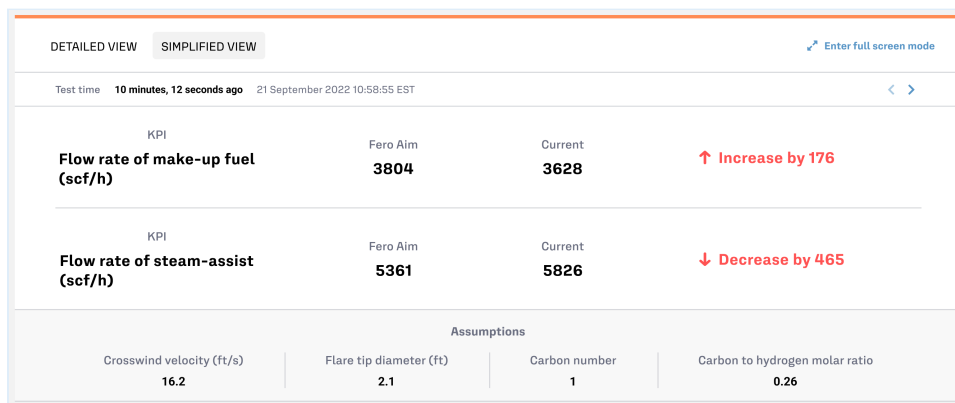 DETAILED VIEW SIMPLIFIED VIEW Enter full screen mode
Test time 10 minutes, 12 seconds ago 21 September 2022 10:58:55 EST
KPI
Flow rate of make-up fuel
(scf/h)
Fero Aim
3804
Current
3628
Increase by 176
KPI
Flow rate of steam-assist
(scf/h)
Fero Aim
5361
Current
5826
Decrease by 465
Assumptions
Crosswind velocity (ft/s) Flare tip diameter (ft) Carbon number Carbon to hydrogen molar ratio
16.2 2.1 1 0.26